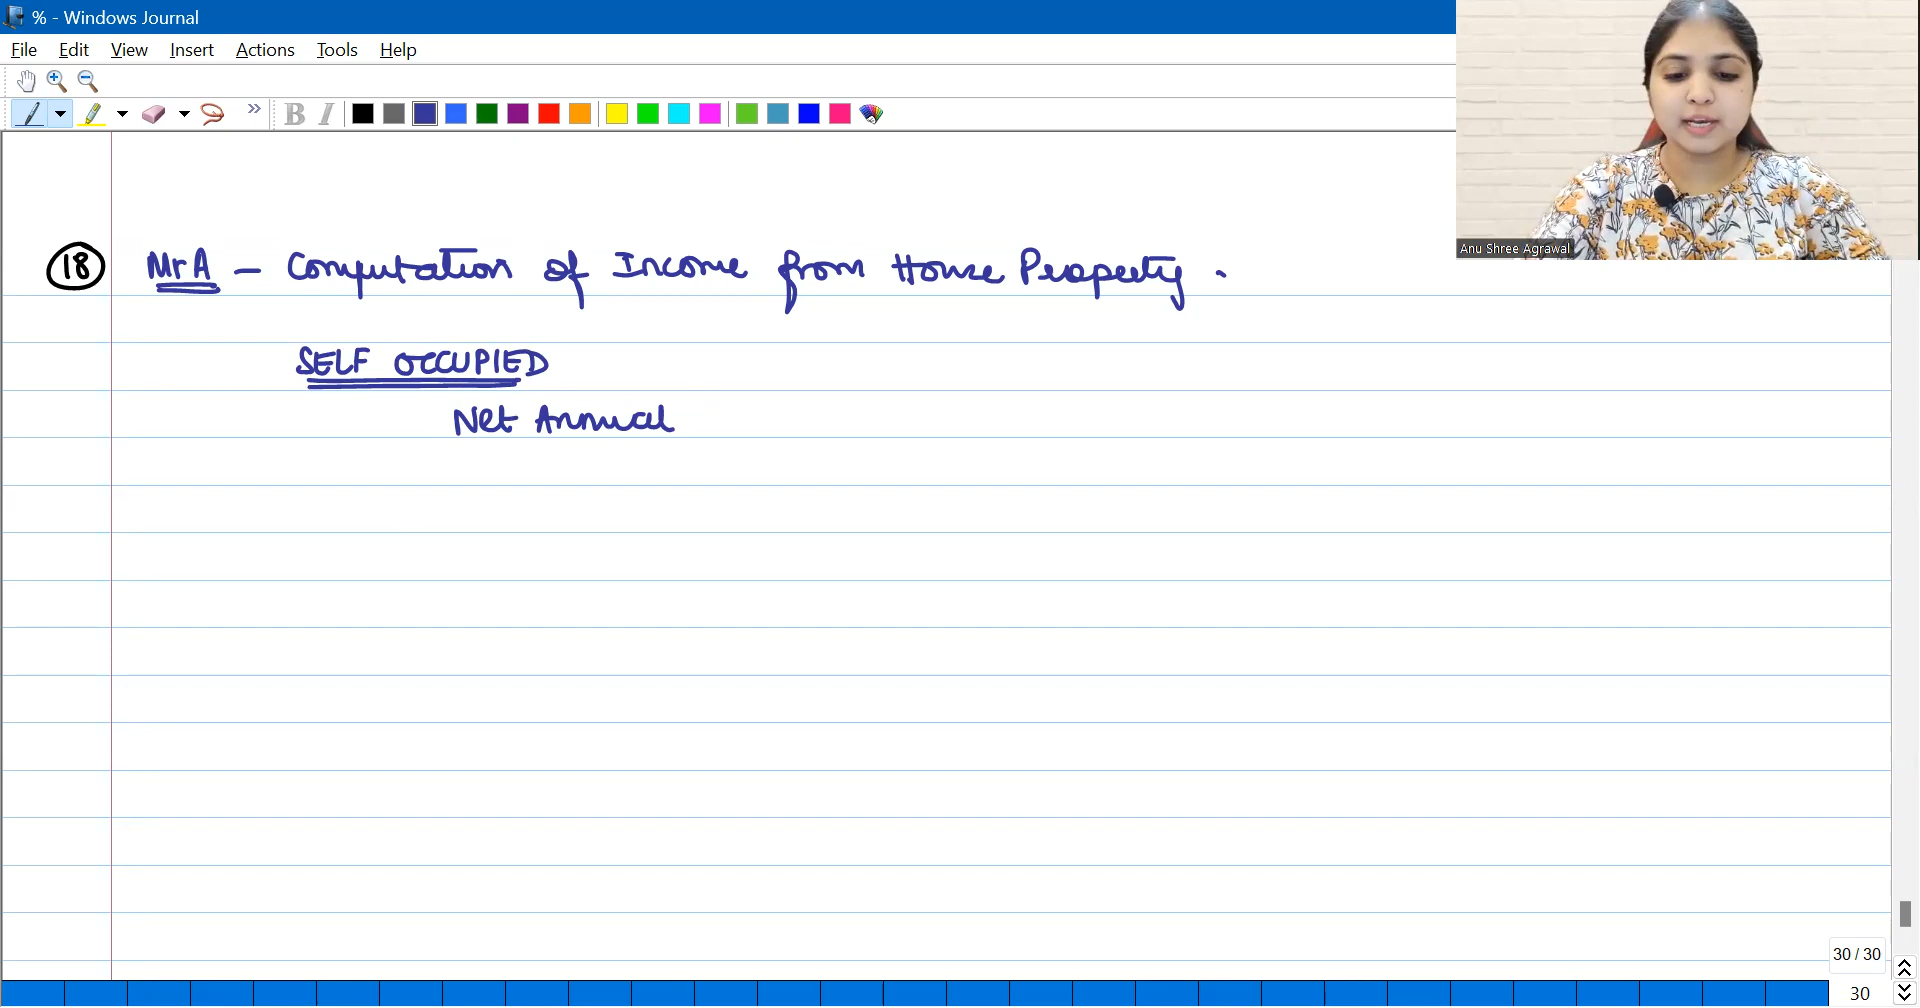 % - Windows Journal
File Edit View Insert Actions Tools Help
B I
Anu Shree Agrawal
18 Mr A - Computation of Income from House Property.
SELF OCCUPIED
Net Annual
30 / 30
30